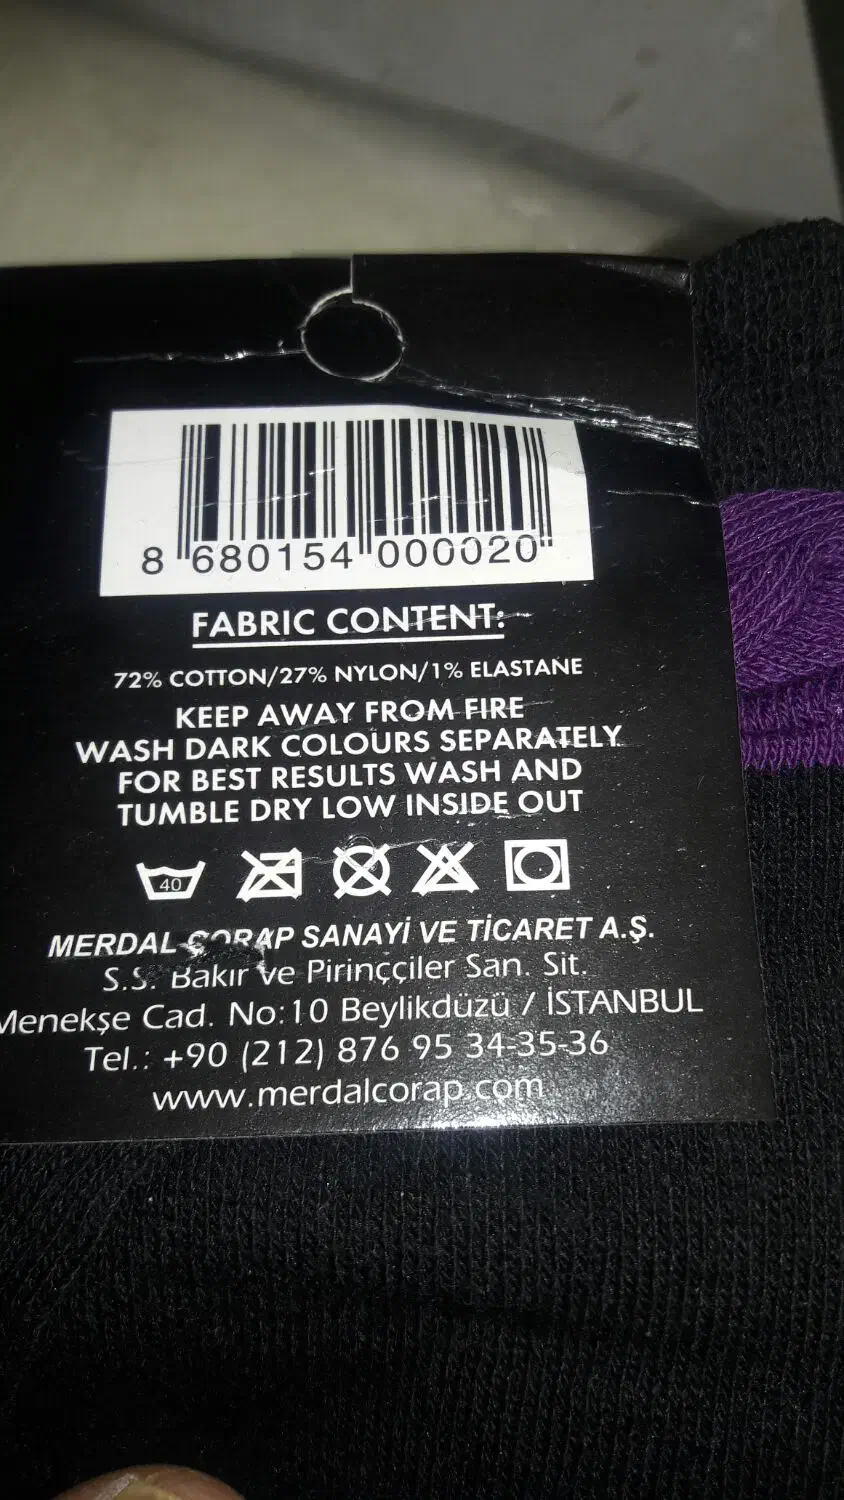 8 680154 000020
FABRIC CONTENT:
72% COTTON/27% NYLON/1% ELASTANE
KEEP AWAY FROM FIRE
WASH DARK COLOURS SEPARATELY
FOR BEST RESULTS WASH AND
TUMBLE DRY LOW INSIDE OUT
40
MERDAL ÇORAP SANAYİ VE TİCARET A.Ş.
S.S. Bakır ve Pirinççiler San. Sit.
Menekşe Cad. No:10 Beylikdüzü / İSTANBUL
Tel.: +90 (212) 876 95 34-35-36
www.merdalcorap.com